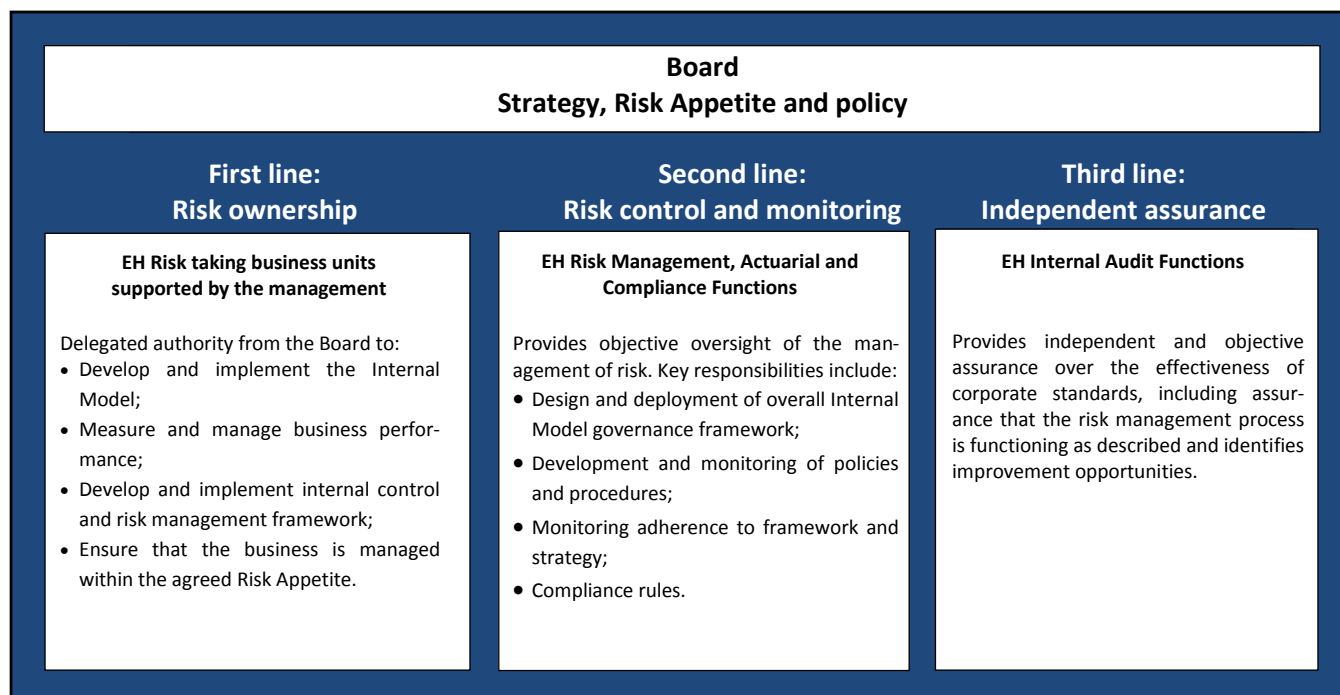 Board
Strategy, Risk Appetite and policy
First line:
Risk ownership
EH Risk taking business units
supported by the management
Delegated authority from the Board to:
• Develop and implement the Internal
Model;
• Measure and manage business perfor-
mance;
• Develop and implement internal control
and risk management framework;
• Ensure that the business is managed
within the agreed Risk Appetite.
Second line:
Risk control and monitoring
EH Risk Management, Actuarial and
Compliance Functions
Provides objective oversight of the man-
agement of risk. Key responsibilities include:
• Design and deployment of overall Internal
Model governance framework;
• Development and monitoring of policies
and procedures;
• Monitoring adherence to framework and
strategy;
• Compliance rules.
Third line:
Independent assurance
EH Internal Audit Functions
Provides independent and objective
assurance over the effectiveness of
corporate standards, including assur-
ance that the risk management process
is functioning as described and identifies
improvement opportunities.